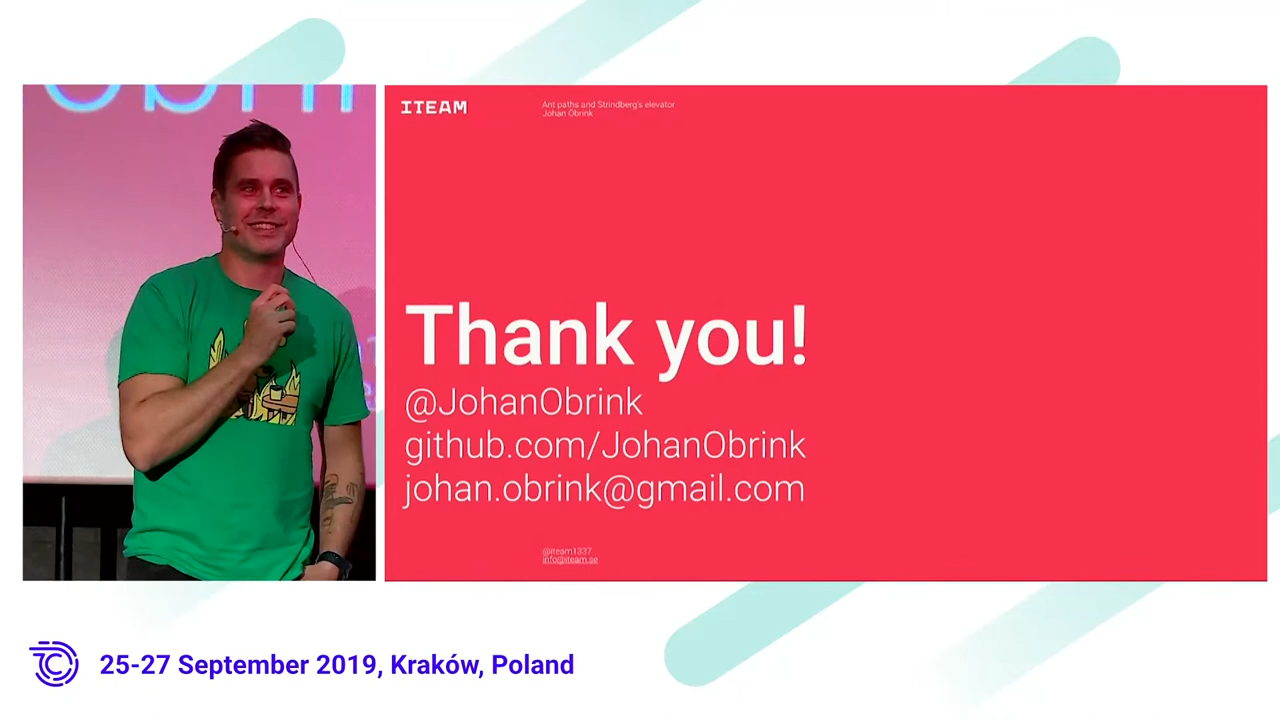 ITEAM
Ant paths and Strindberg's elevator
Johan Öbrink
Thank you!
@JohanObrink
github.com/JohanObrink
johan.obrink@gmail.com
@iteam1337
info@iteam.se
25-27 September 2019, Kraków, Poland